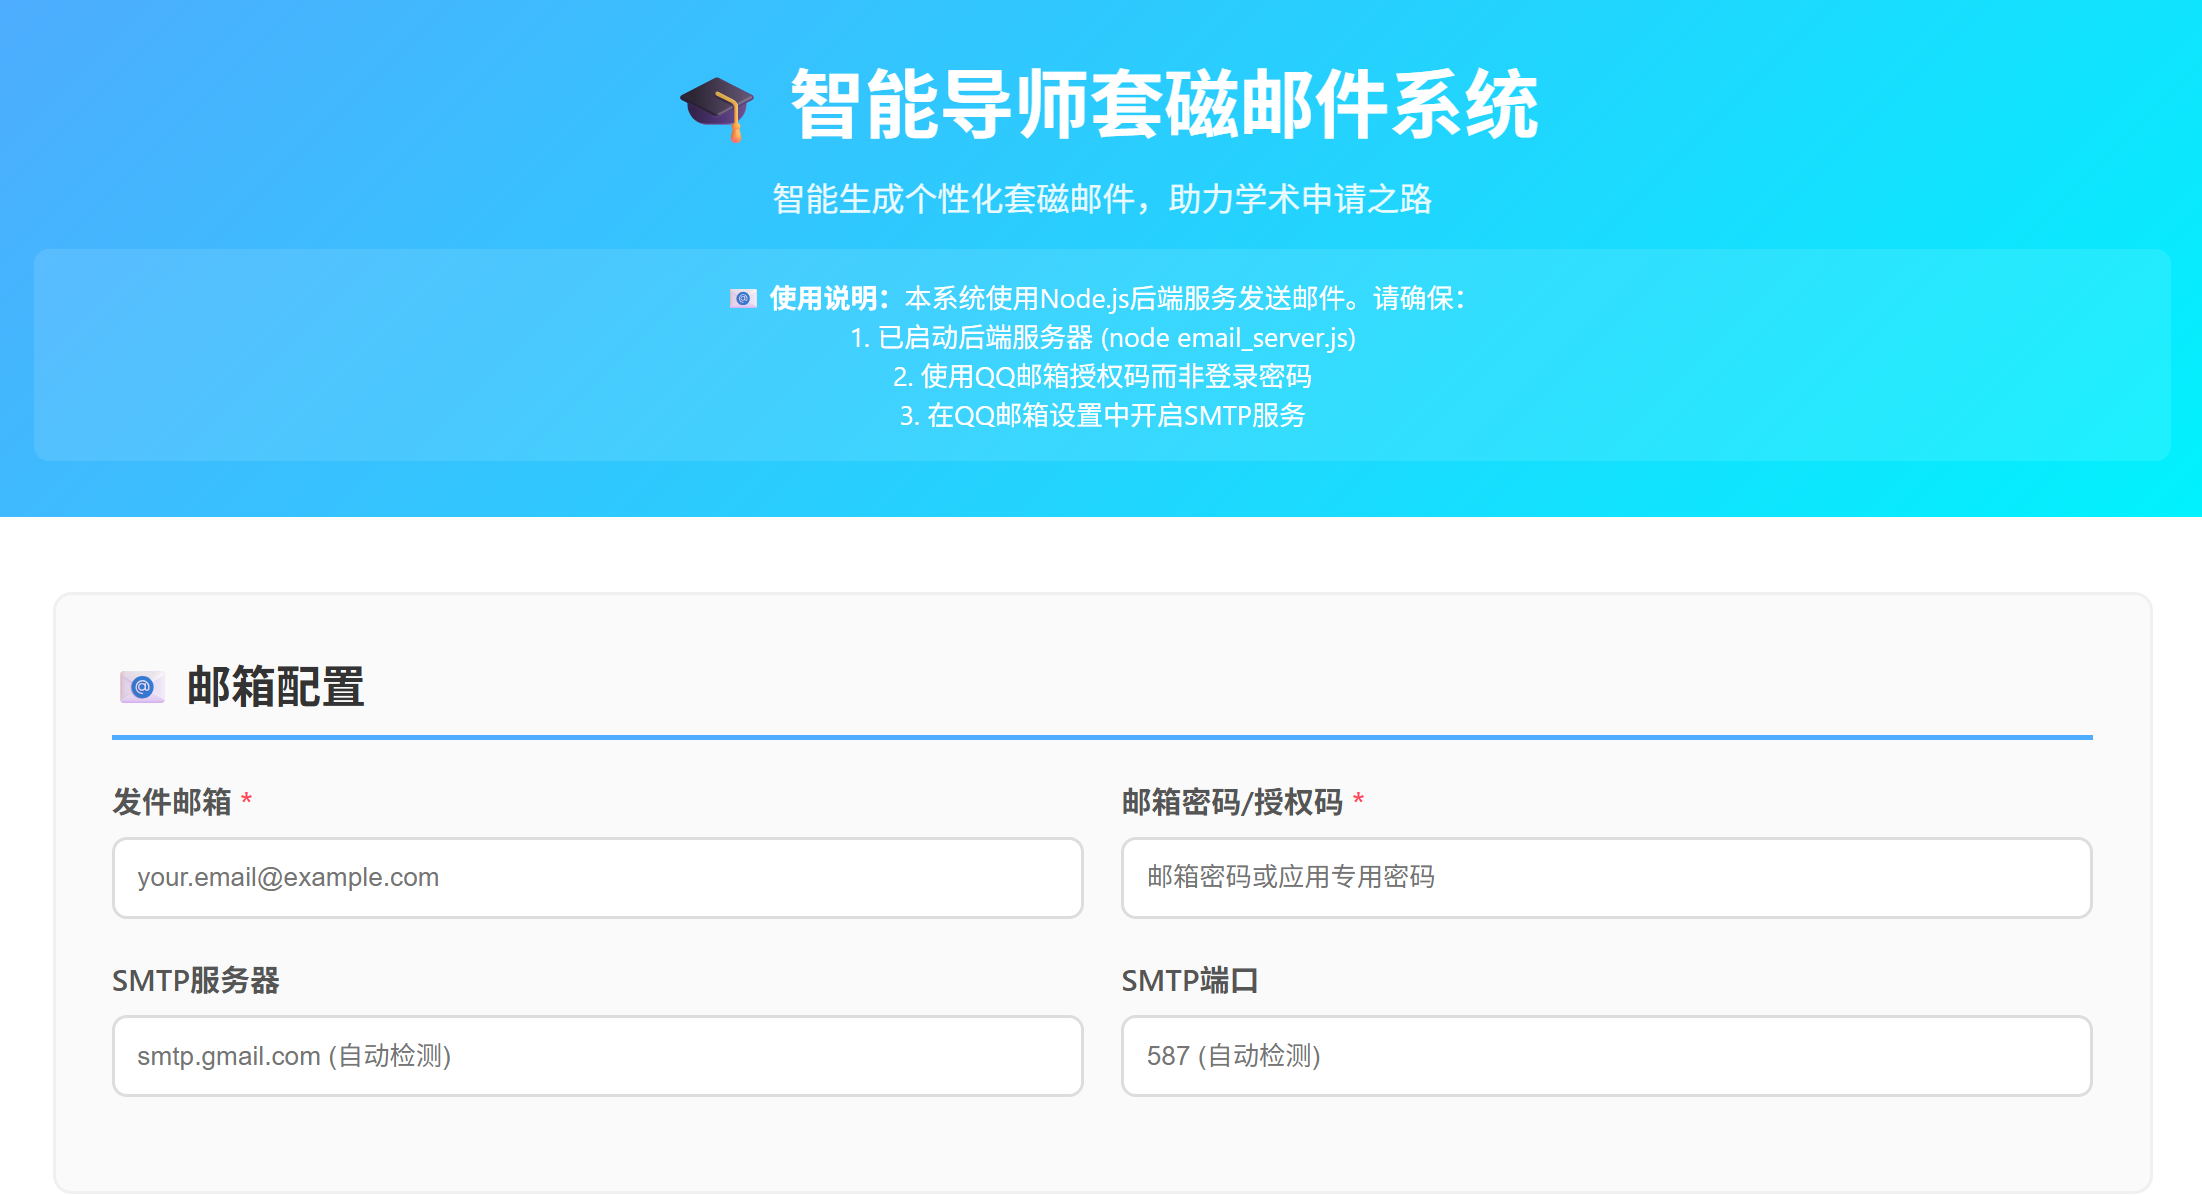 智能导师套磁邮件系统
智能生成个性化套磁邮件，助力学术申请之路
使用说明：本系统使用Node.js后端服务发送邮件。请确保：
1. 已启动后端服务器 (node email_server.js)
2. 使用QQ邮箱授权码而非登录密码
3. 在QQ邮箱设置中开启SMTP服务
邮箱配置
发件邮箱 *
邮箱密码/授权码 *
your.email@example.com
邮箱密码或应用专用密码
SMTP服务器
SMTP端口
smtp.gmail.com (自动检测)
587 (自动检测)